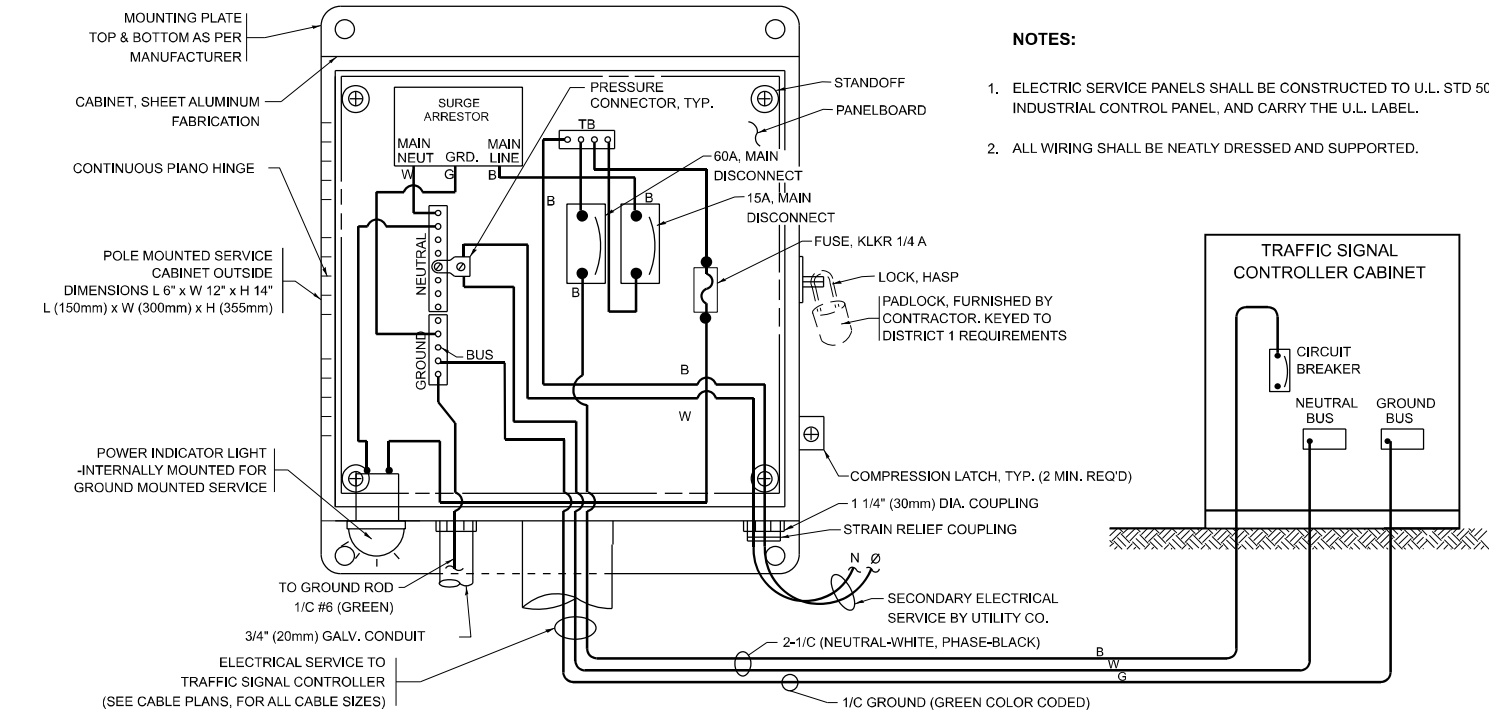 MOUNTING PLATE
TOP & BOTTOM AS PER
MANUFACTURER
CABINET, SHEET ALUMINUM
FABRICATION
CONTINUOUS PIANO HINGE
POLE MOUNTED SERVICE
CABINET OUTSIDE
DIMENSIONS L 6" x W 12" x H 14"
L (150mm) x W (300mm) x H (355mm)
POWER INDICATOR LIGHT
-INTERNALLY MOUNTED FOR
GROUND MOUNTED SERVICE
TO GROUND ROD
1/C #6 (GREEN)
3/4" (20mm) GALV. CONDUIT
ELECTRICAL SERVICE TO
TRAFFIC SIGNAL CONTROLLER
(SEE CABLE PLANS, FOR ALL CABLE SIZES)
SURGE
ARRESTOR
MAIN
NEUT
GRD.
MAIN
LINE
W
G
B
PRESSURE
CONNECTOR, TYP.
TB
60A, MAIN
DISCONNECT
15A, MAIN
DISCONNECT
B
B
B
NEUTRAL
GROUND
BUS
B
W
STANDOFF
PANELBOARD
FUSE, KLKR 1/4 A
LOCK, HASP
PADLOCK, FURNISHED BY
CONTRACTOR. KEYED TO
DISTRICT 1 REQUIREMENTS
COMPRESSION LATCH, TYP. (2 MIN. REQ'D)
1 1/4" (30mm) DIA. COUPLING
STRAIN RELIEF COUPLING
N Ø
SECONDARY ELECTRICAL
SERVICE BY UTILITY CO.
2-1/C (NEUTRAL-WHITE, PHASE-BLACK)
B
W
G
1/C GROUND (GREEN COLOR CODED)
NOTES:
1. ELECTRIC SERVICE PANELS SHALL BE CONSTRUCTED TO U.L. STD 50
INDUSTRIAL CONTROL PANEL, AND CARRY THE U.L. LABEL.
2. ALL WIRING SHALL BE NEATLY DRESSED AND SUPPORTED.
TRAFFIC SIGNAL
CONTROLLER CABINET
CIRCUIT
BREAKER
NEUTRAL
BUS
GROUND
BUS